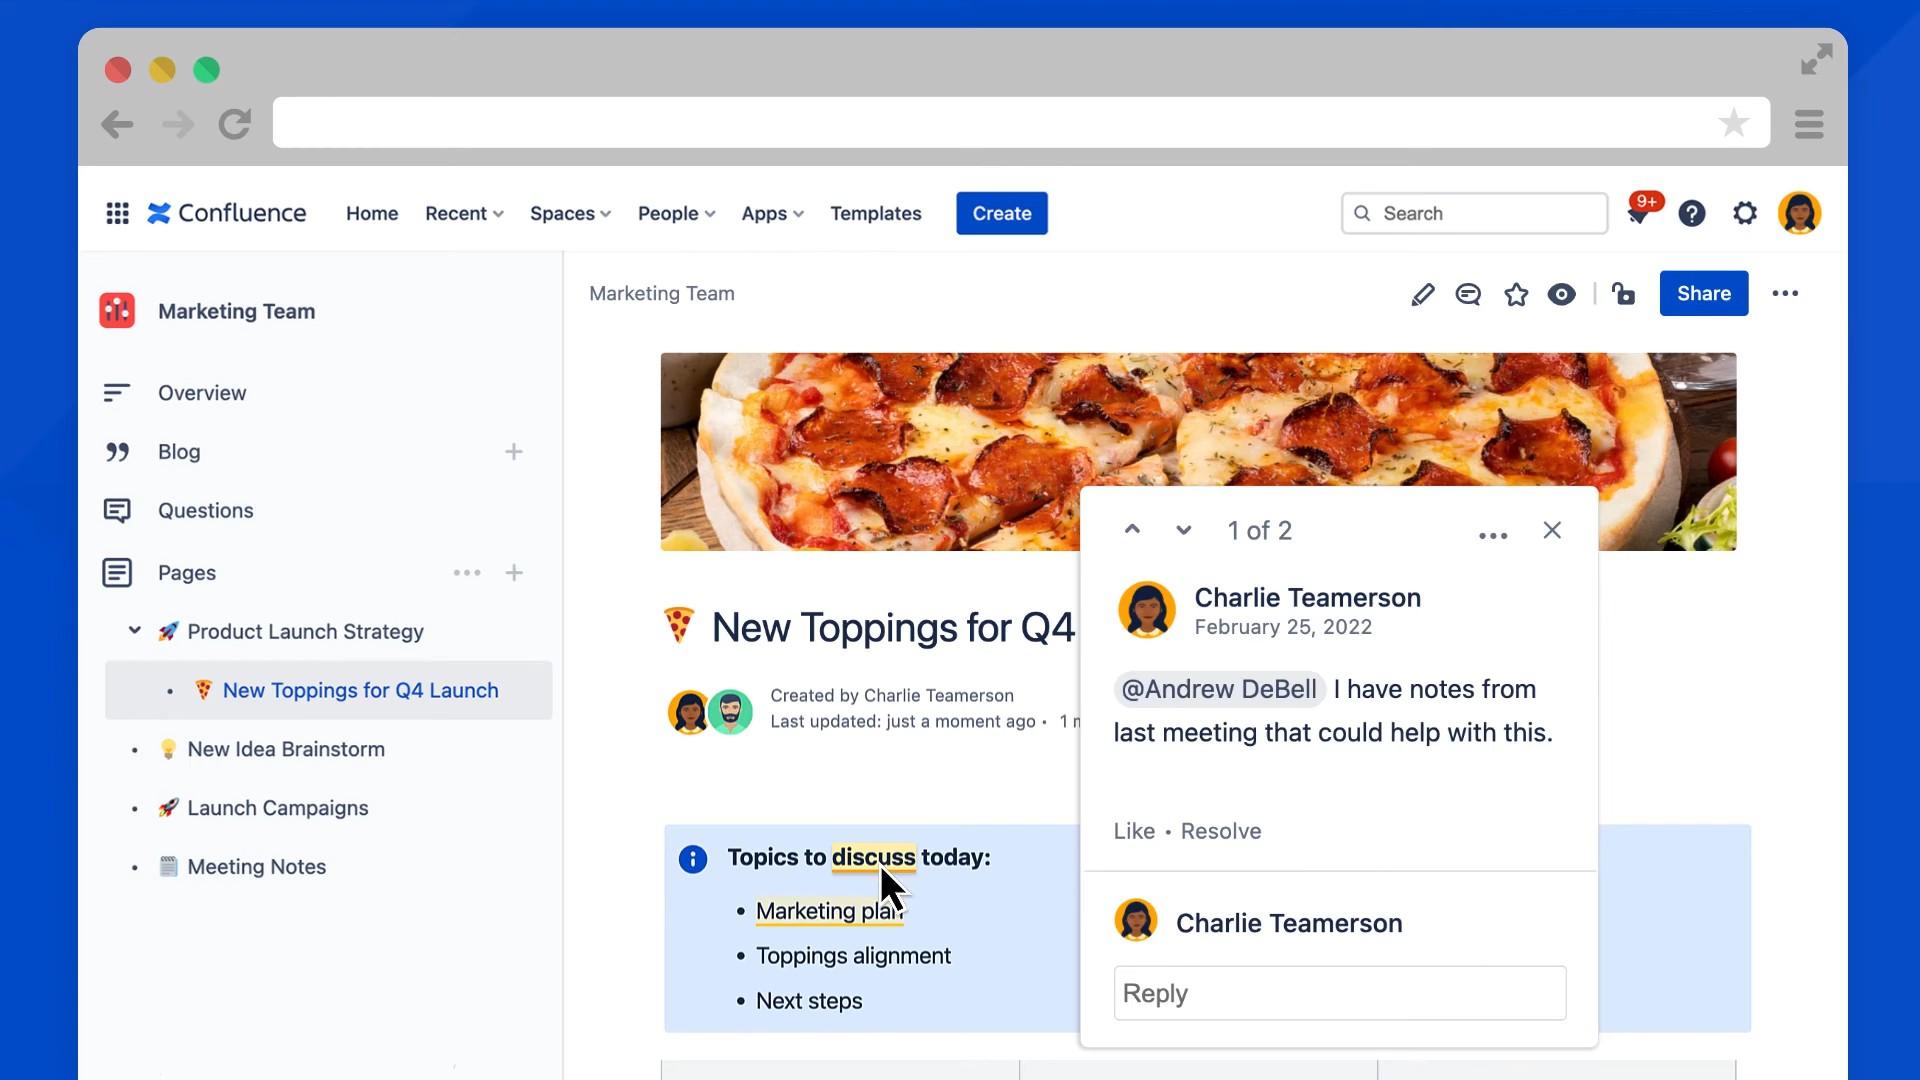 Confluence Home Recent Spaces People Apps Templates Create Search 9+
Marketing Team
Overview
Blog
Questions
Pages
Product Launch Strategy
New Toppings for Q4 Launch
New Idea Brainstorm
Launch Campaigns
Meeting Notes
Marketing Team
Share
New Toppings for Q4
Created by Charlie Teamerson
Last updated: just a moment ago • 1
Topics to discuss today:
• Marketing plan
• Toppings alignment
• Next steps
1 of 2
Charlie Teamerson
February 25, 2022
@Andrew DeBell I have notes from
last meeting that could help with this.
Like • Resolve
Charlie Teamerson
Reply